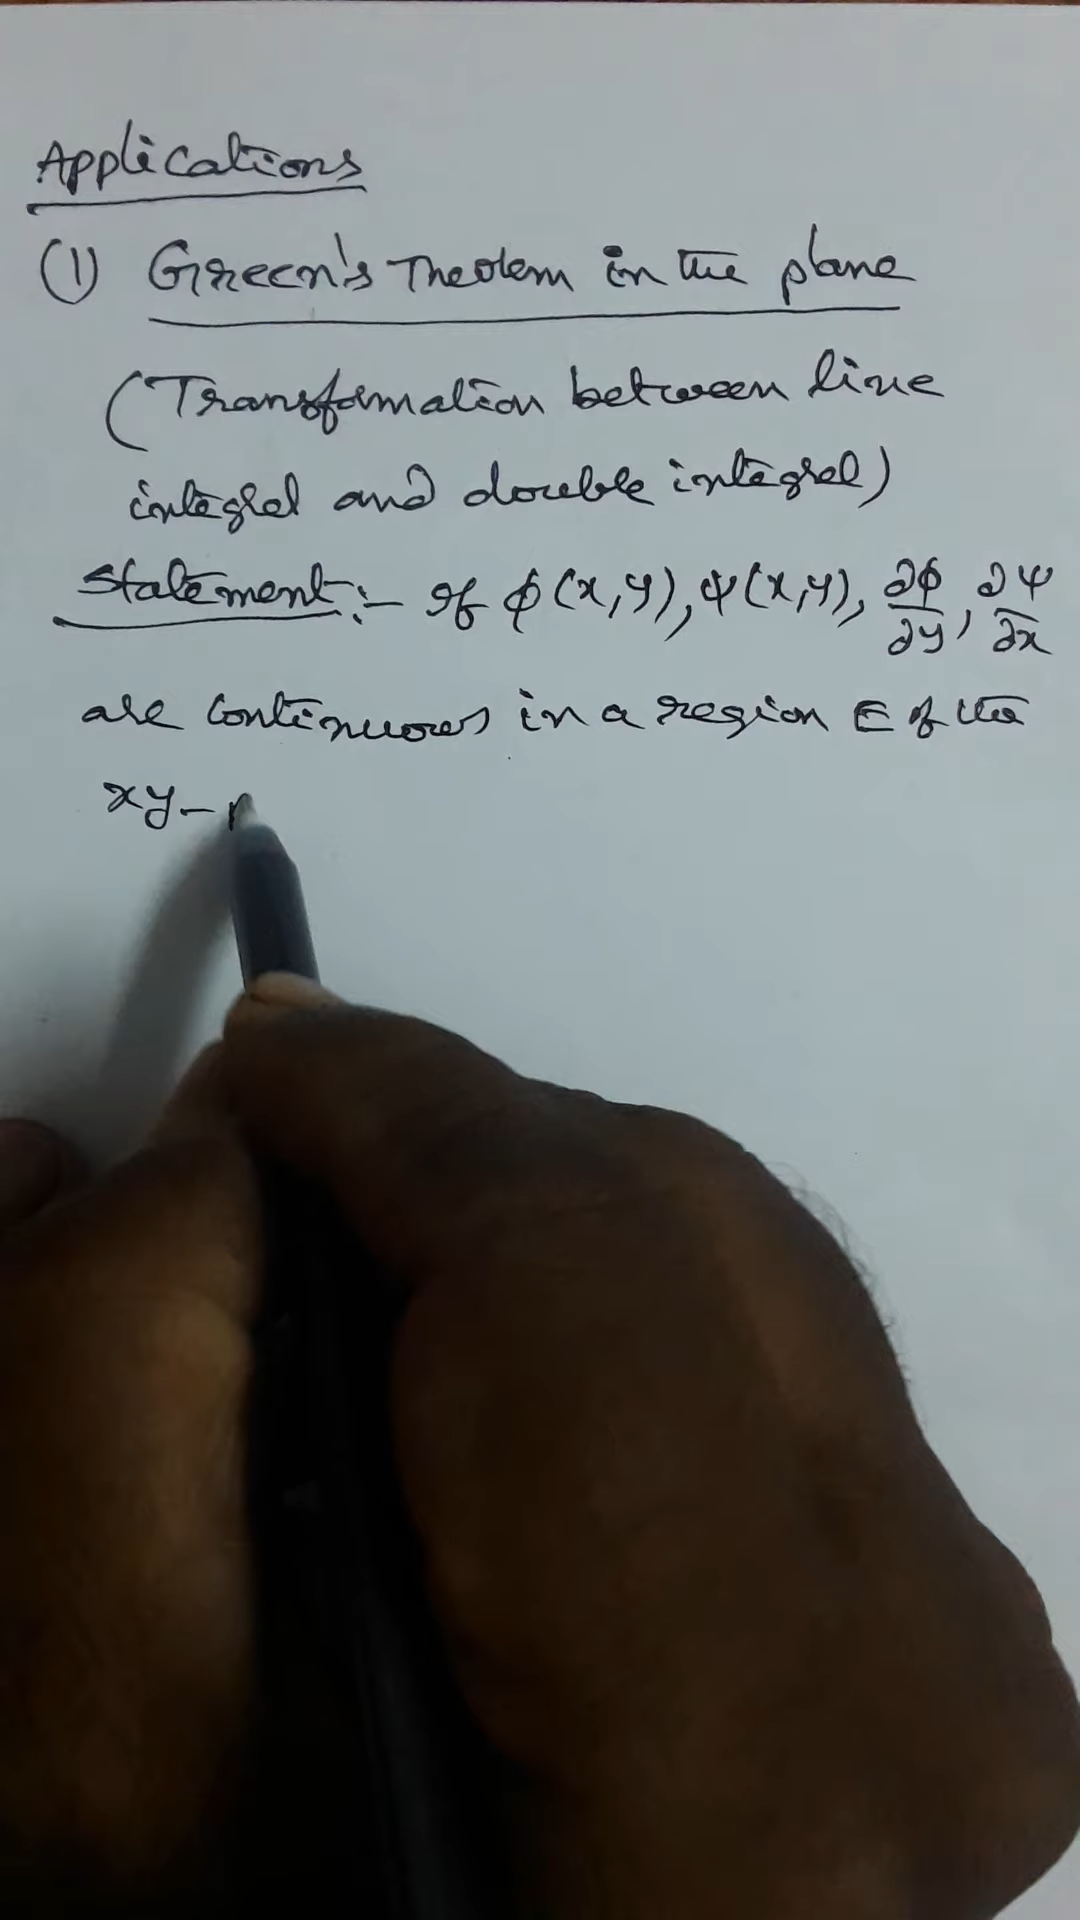 Applications
(1) Green's Theorem in the plane
(Transformation between line
integral and double integral)
Statement :- If ϕ(x,y), ψ(x,y), ∂ϕ/∂y, ∂ψ/∂x
are continuous in a region E of the
xy-p